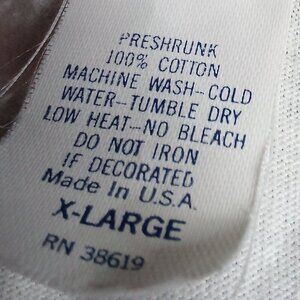 PRESHRUNK
100% COTTON
MACHINE WASH--COLD
WATER--TUMBLE DRY
LOW HEAT--NO BLEACH
DO NOT IRON
IF DECORATED
Made In U.S.A.
X-LARGE
RN 38619